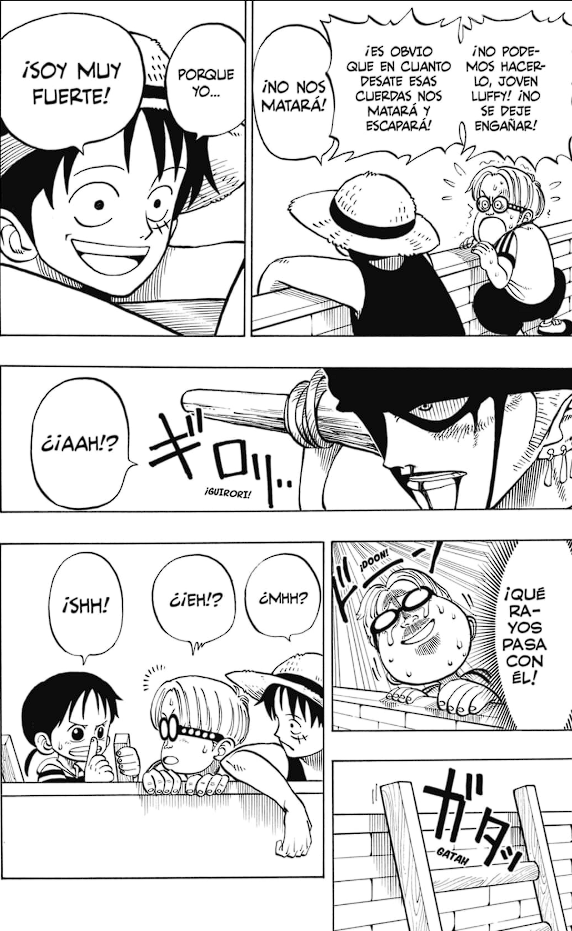 ¡NO PODE-
MOS HACER-
LO, JOVEN
LUFFY! ¡NO
SE DEJE
ENGAÑAR!
¡ES OBVIO
QUE EN CUANTO
DESATE ESAS
CUERDAS NOS
MATARÁ Y
ESCAPARÁ!
¡NO NOS
MATARÁ!
PORQUE
YO...
¡SOY MUY
FUERTE!
ギロリ..
¡GUIRORI!
¿¡AAH!?
¡QUÉ
RA-
YOS
PASA
CON
ÉL!
ドーン
¡DOON!
ガタッ
GATAH
¿MHH?
¿¡EH!?
¡SHH!